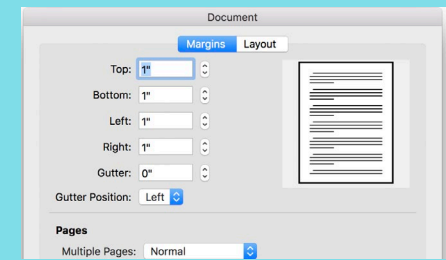 Document
Margins Layout
Top: 1"
Bottom: 1"
Left: 1"
Right: 1"
Gutter: 0"
Gutter Position: Left
Pages
Multiple Pages: Normal